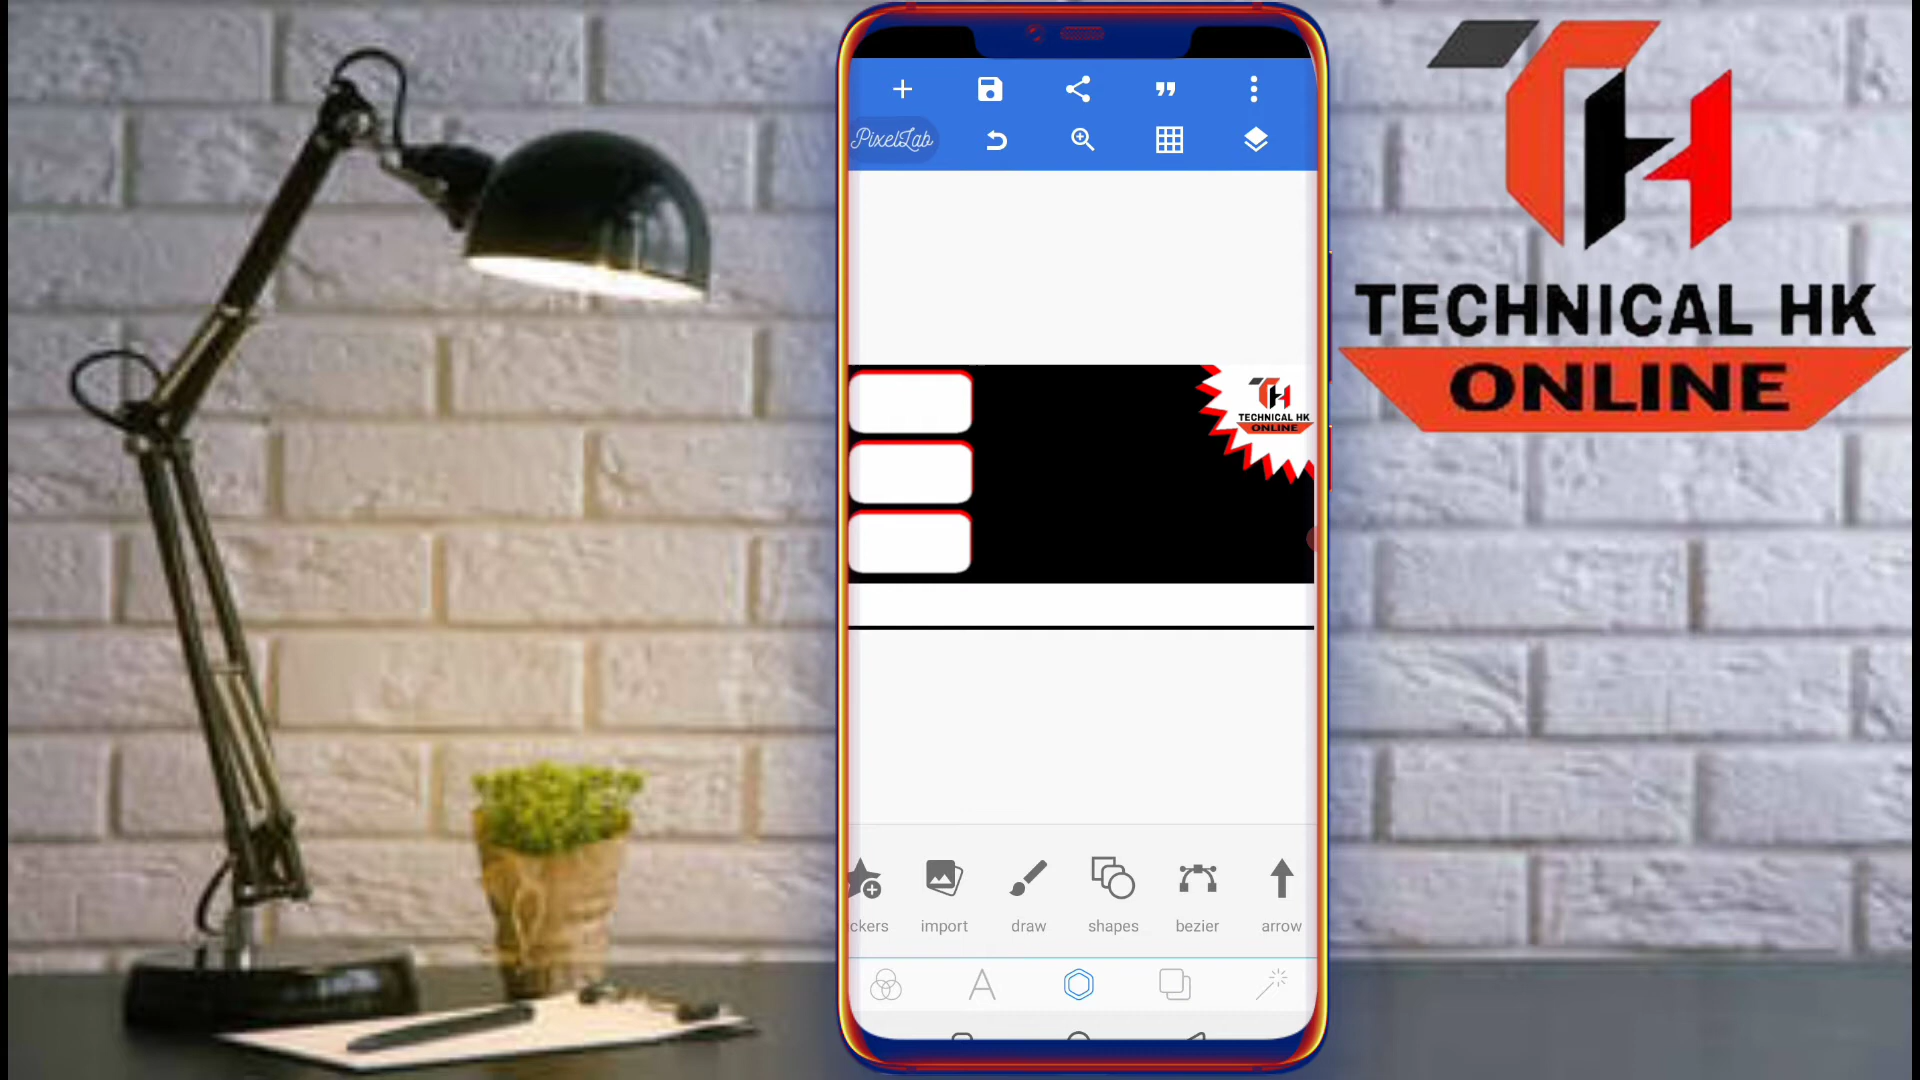 PixelLab
TECHNICAL HK
ONLINE
ckers
import
draw
shapes
bezier
arrow
TECHNICAL HK
ONLINE